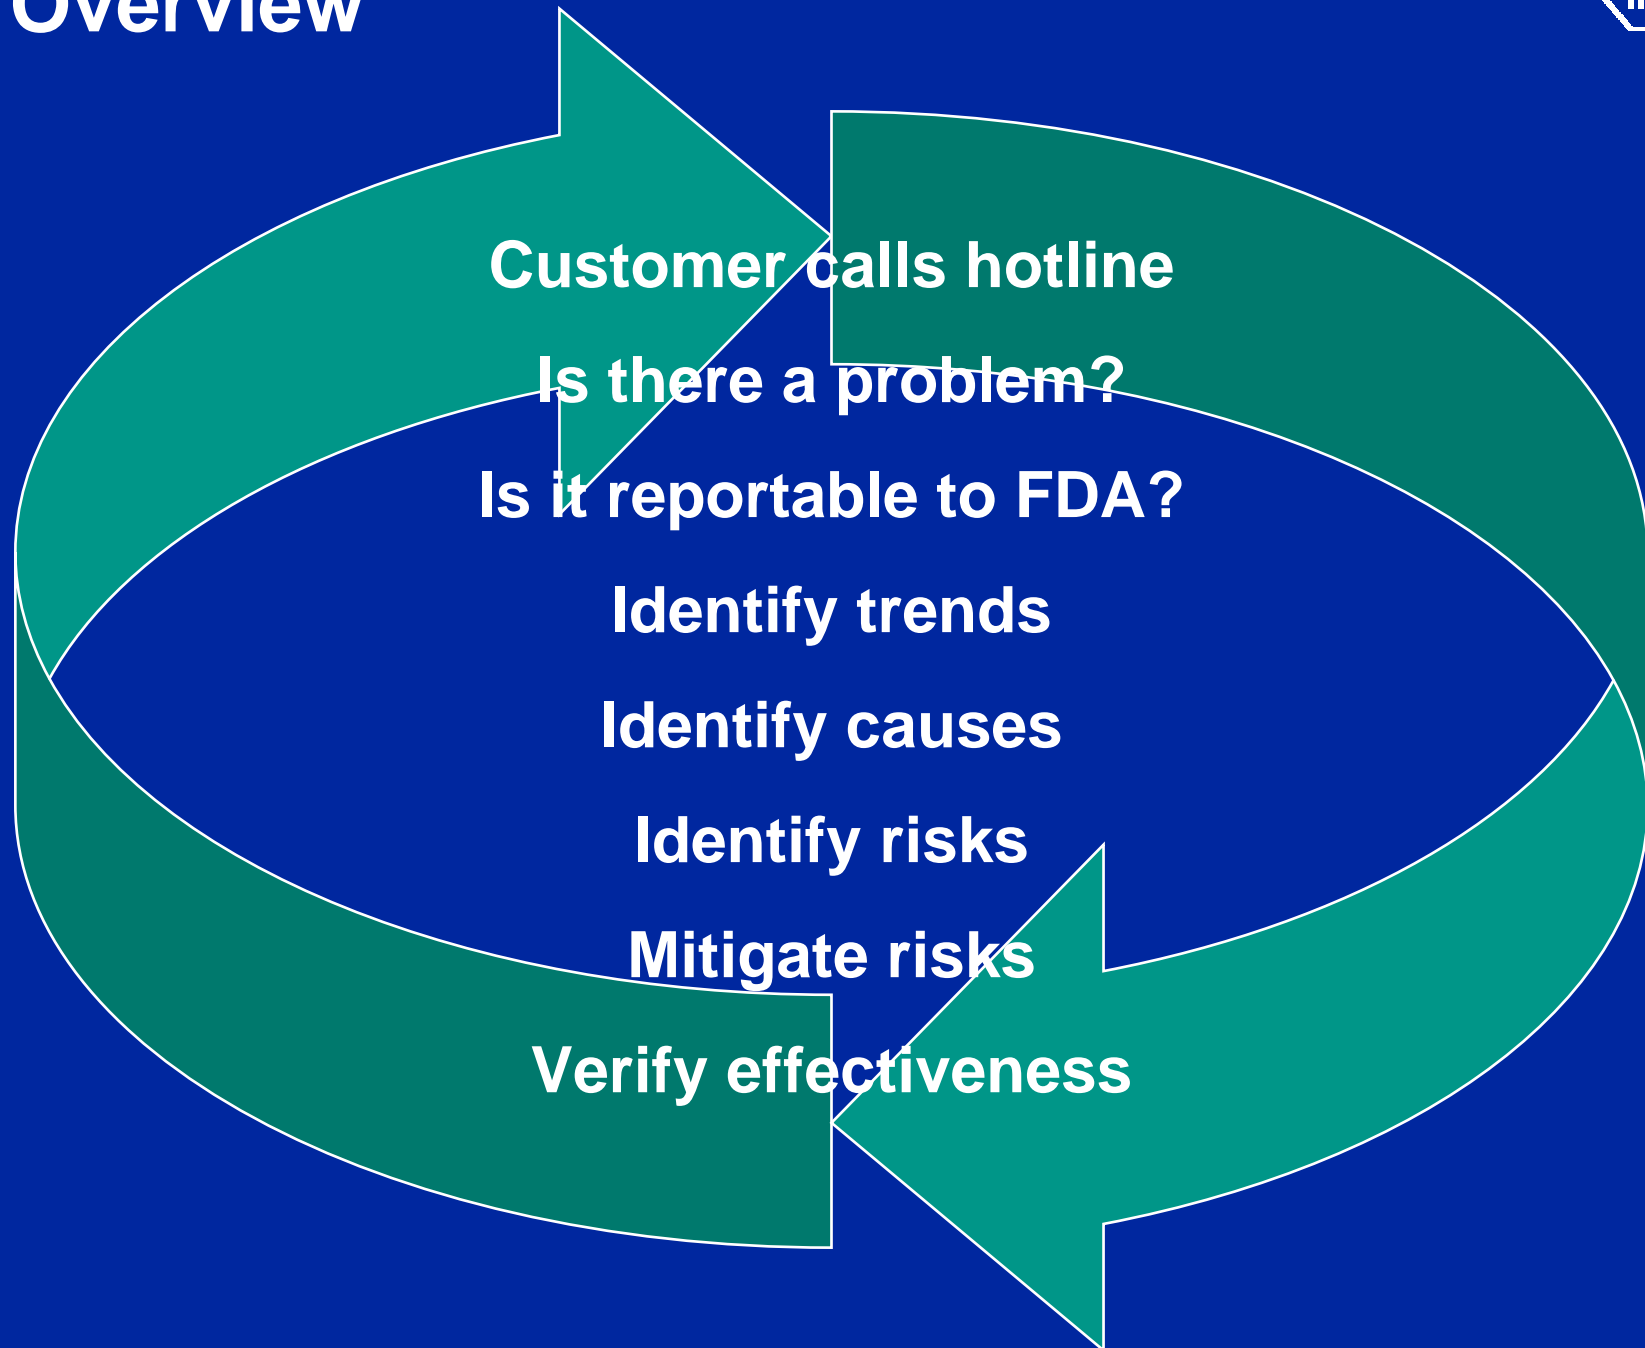 Overview
Customer calls hotline
Is there a problem?
Is it reportable to FDA?
Identify trends
Identify causes
Identify risks
Mitigate risks
Verify effectiveness